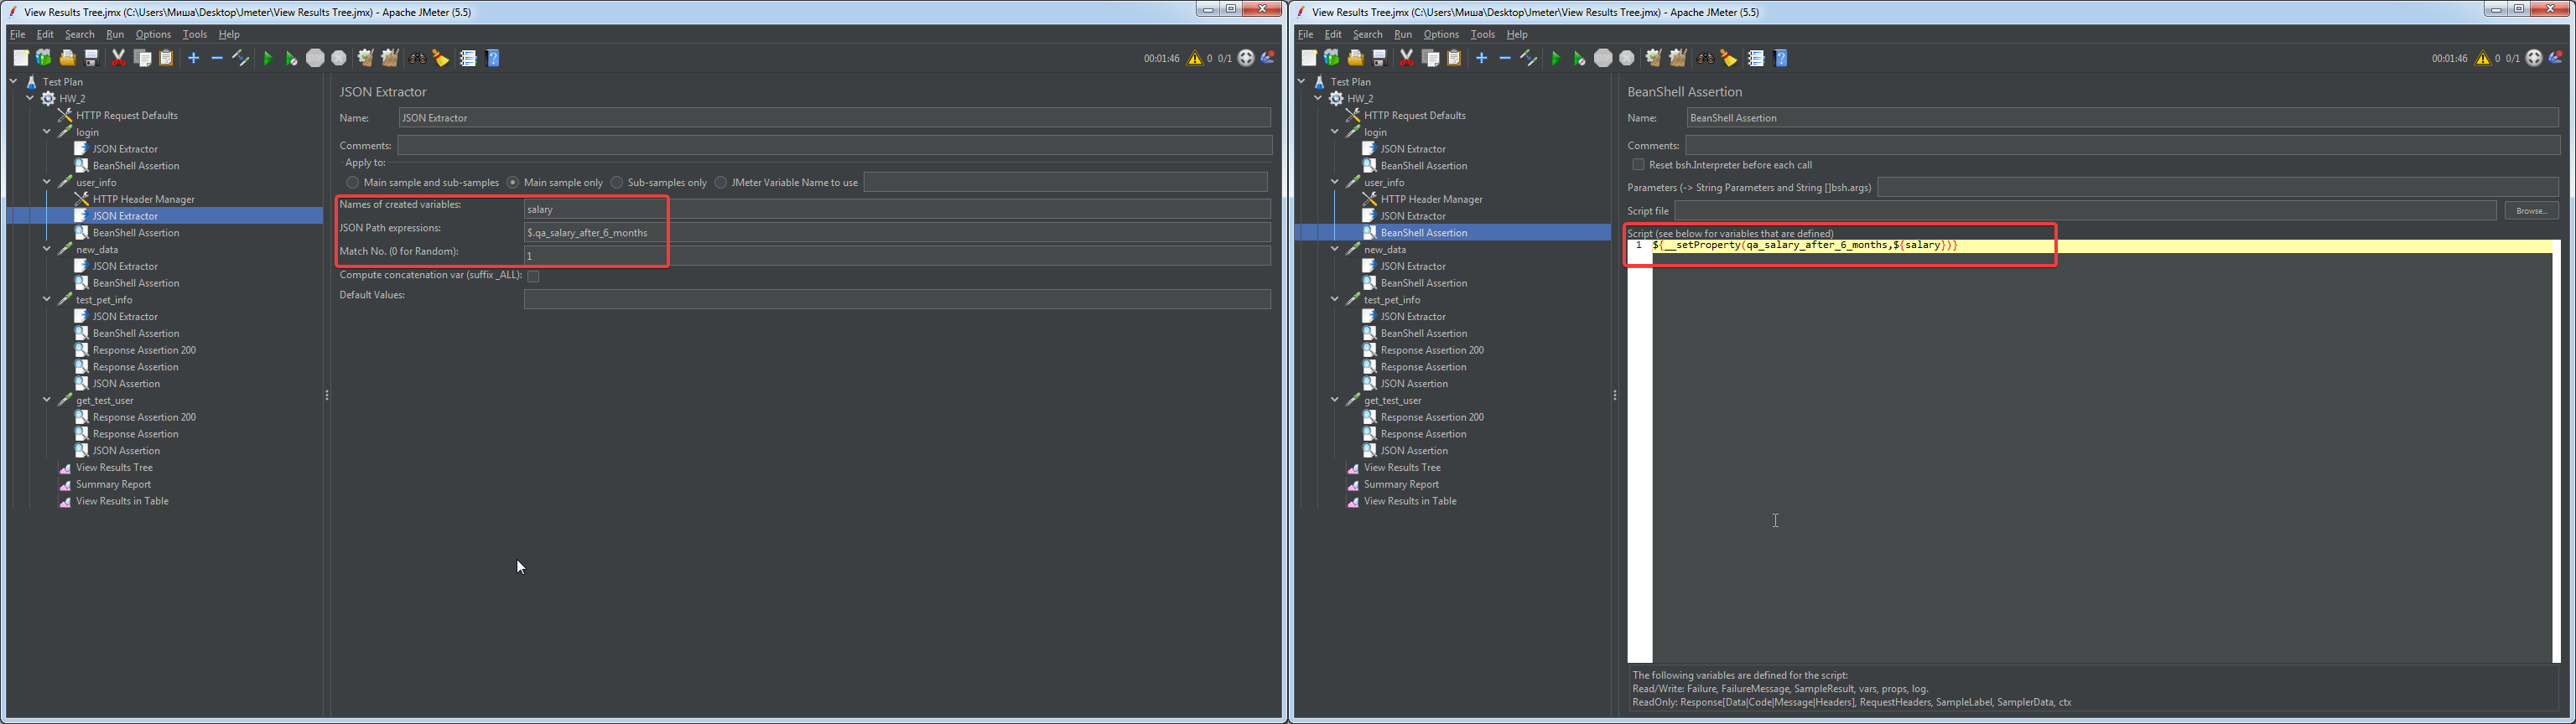 View Results Tree.jmx (C:\Users\Миша\Desktop\Jmeter\View Results Tree.jmx) - Apache JMeter (5.5)
File Edit Search Run Options Tools Help
00:01:46 0 0/1
Test Plan
HW_2
HTTP Request Defaults
login
JSON Extractor
BeanShell Assertion
user_info
HTTP Header Manager
JSON Extractor
BeanShell Assertion
new_data
JSON Extractor
BeanShell Assertion
test_pet_info
JSON Extractor
BeanShell Assertion
Response Assertion 200
Response Assertion
JSON Assertion
get_test_user
Response Assertion 200
Response Assertion
JSON Assertion
View Results Tree
Summary Report
View Results in Table
JSON Extractor
Name: JSON Extractor
Comments:
Apply to:
Main sample and sub-samples Main sample only Sub-samples only JMeter Variable Name to use
Names of created variables: salary
JSON Path expressions: $.qa_salary_after_6_months
Match No. (0 for Random): 1
Compute concatenation var (suffix _ALL):
Default Values:
View Results Tree.jmx (C:\Users\Миша\Desktop\Jmeter\View Results Tree.jmx) - Apache JMeter (5.5)
File Edit Search Run Options Tools Help
00:01:46 0 0/1
Test Plan
HW_2
HTTP Request Defaults
login
JSON Extractor
BeanShell Assertion
user_info
HTTP Header Manager
JSON Extractor
BeanShell Assertion
new_data
JSON Extractor
BeanShell Assertion
test_pet_info
JSON Extractor
BeanShell Assertion
Response Assertion 200
Response Assertion
JSON Assertion
get_test_user
Response Assertion 200
Response Assertion
JSON Assertion
View Results Tree
Summary Report
View Results in Table
BeanShell Assertion
Name: BeanShell Assertion
Comments:
Reset bsh.Interpreter before each call
Parameters (-> String Parameters and String []bsh.args)
Script file Browse...
Script (see below for variables that are defined)
1 ${__setProperty(qa_salary_after_6_months,${salary})}
The following variables are defined for the script:
Read/Write: Failure, FailureMessage, SampleResult, vars, props, log.
ReadOnly: Response[Data|Code|Message|Headers], RequestHeaders, SampleLabel, SamplerData, ctx